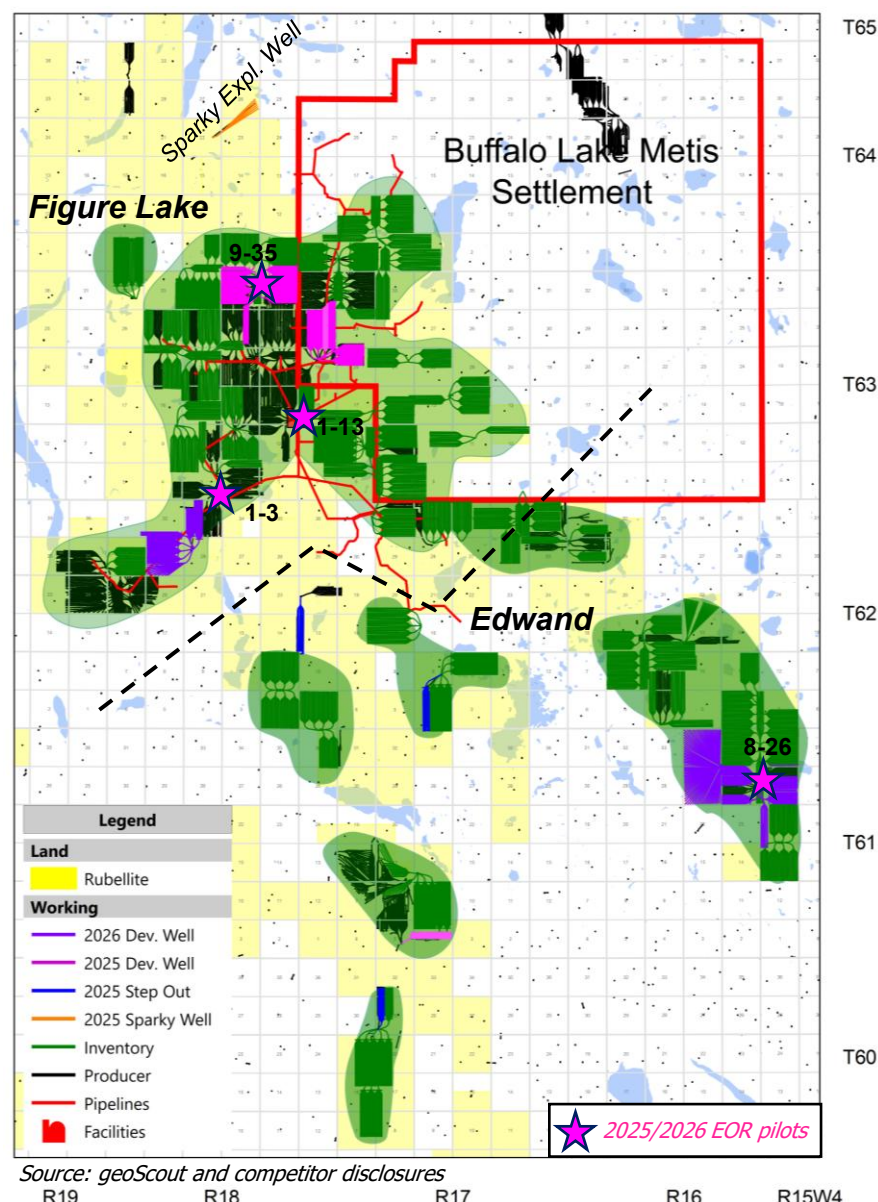 T65
Sparky Expl. Well
Buffalo Lake Metis
Settlement
T64
Figure Lake
9-35
T63
1-13
1-3
Edwand
T62
8-26
T61
Legend
Land
Rubellite
Working
2026 Dev. Well
2025 Dev. Well
2025 Step Out
2025 Sparky Well
Inventory
Producer
Pipelines
Facilities
T60
2025/2026 EOR pilots
Source: geoScout and competitor disclosures
R19 R18 R17 R16 R15W4